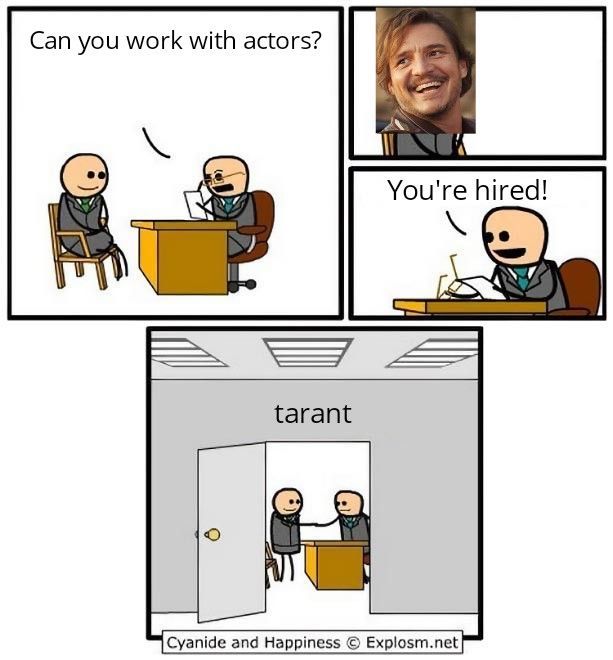 Can you work with actors?
You're hired!
tarant
Cyanide and Happiness © Explosm.net